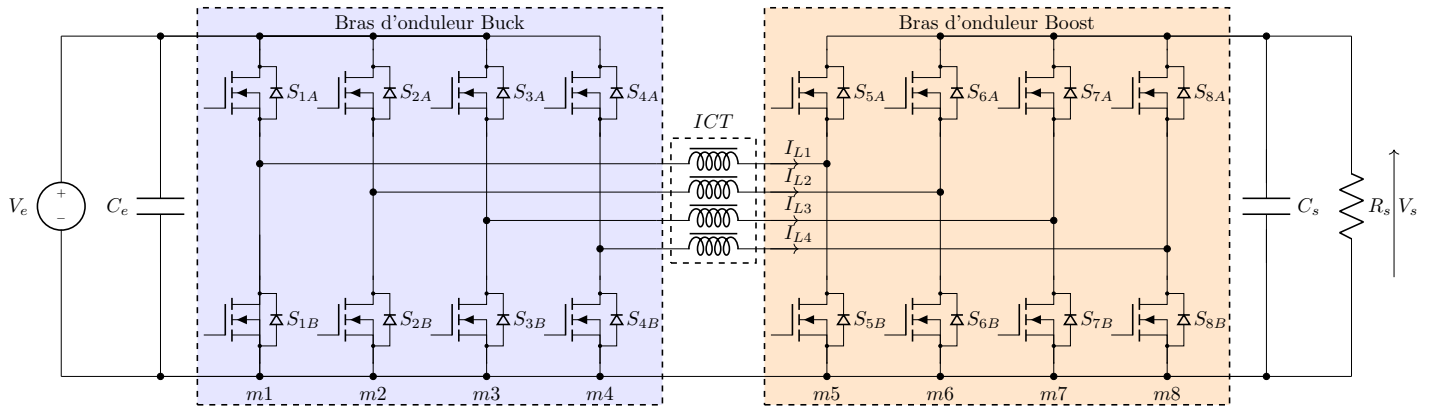 Bras d'onduleur Buck
Bras d'onduleur Boost
S1A
S2A
S3A
S4A
S5A
S6A
S7A
S8A
ICT
IL1
IL2
IL3
IL4
Ve
+
−
Ce
Cs
Rs
Vs
S1B
S2B
S3B
S4B
S5B
S6B
S7B
S8B
m1
m2
m3
m4
m5
m6
m7
m8